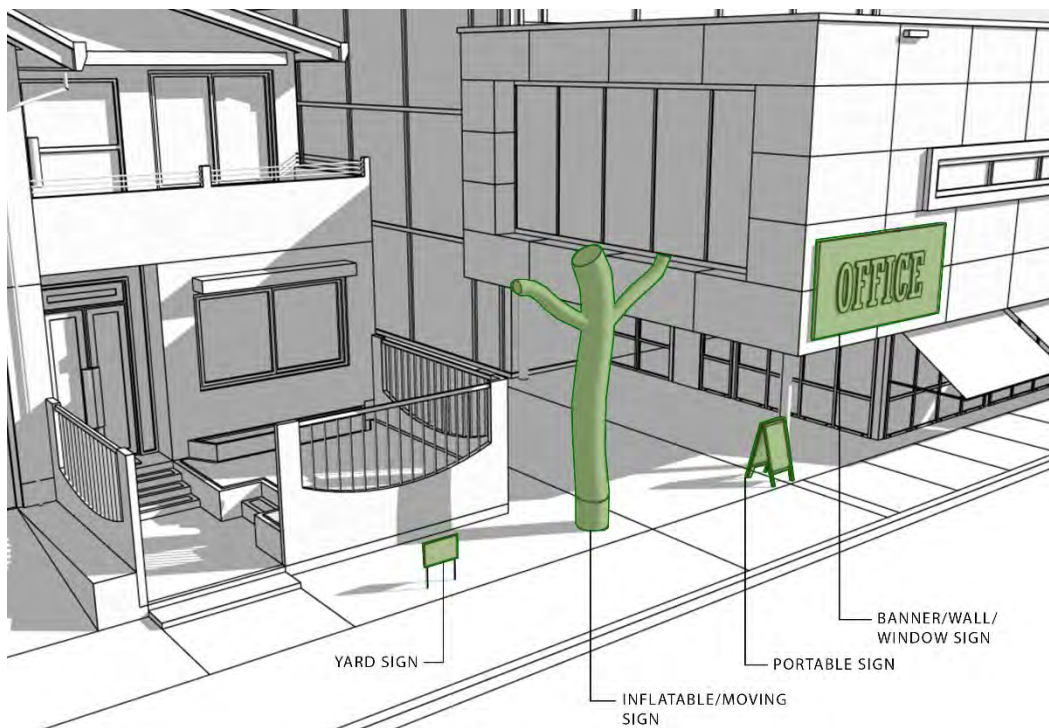 OFFICE
BANNER/WALL/
WINDOW SIGN
YARD SIGN
PORTABLE SIGN
INFLATABLE/MOVING
SIGN